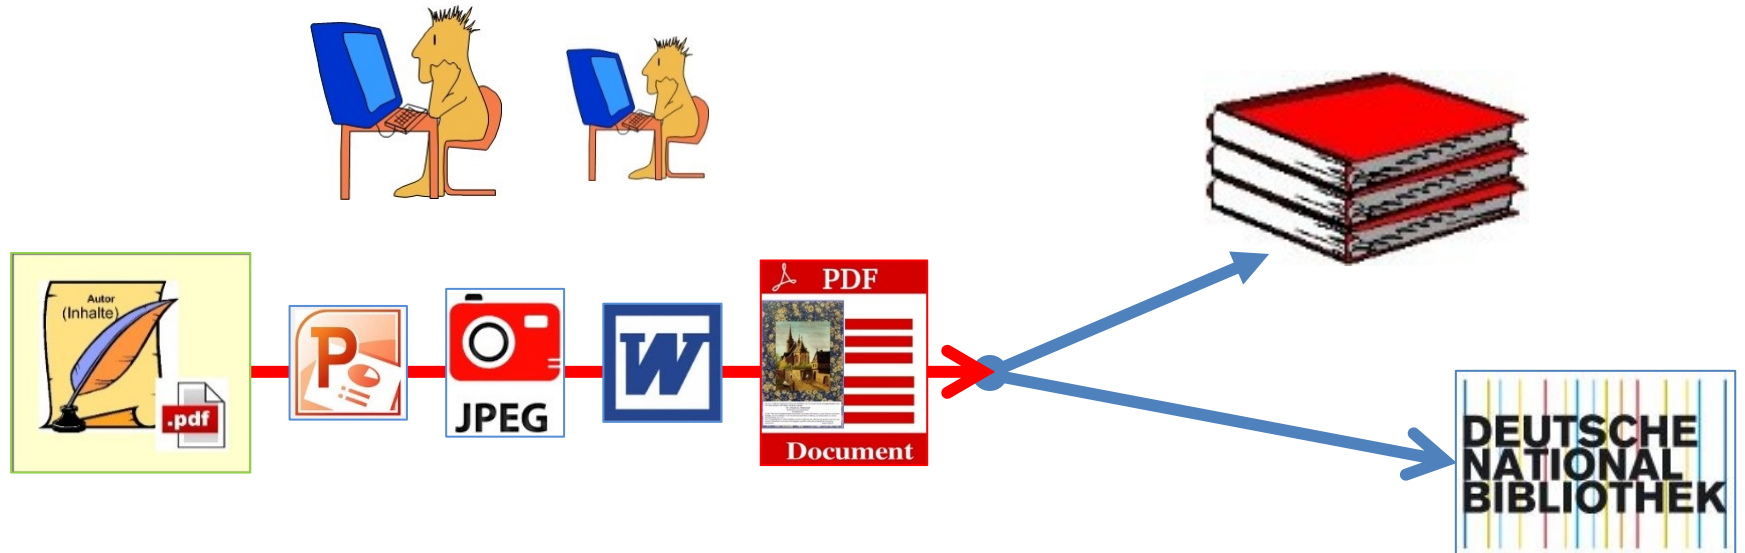 Autor
(Inhalte)
.pdf
P
JPEG
W
PDF
Document
DEUTSCHE
NATIONAL
BIBLIOTHEK